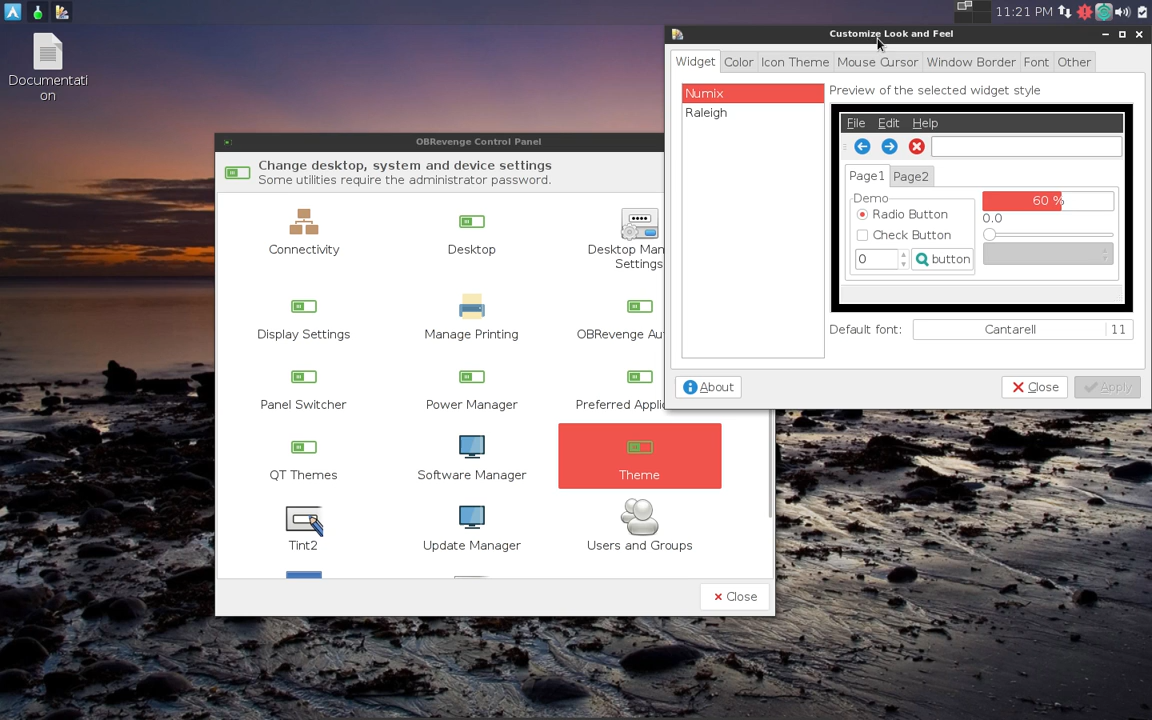 11:21 PM
Documentati
on
Customize Look and Feel
Widget Color Icon Theme Mouse Cursor Window Border Font Other
Numix
Raleigh
Preview of the selected widget style
File Edit Help
Page1 Page2
Demo
Radio Button
Check Button
0
button
60 %
0.0
Default font:
Cantarell 11
About
Close
Apply
OBRevenge Control Panel
Change desktop, system and device settings
Some utilities require the administrator password.
Connectivity
Desktop
Desktop Man
Settings
Display Settings
Manage Printing
OBRevenge Au
Panel Switcher
Power Manager
Preferred Appli
QT Themes
Software Manager
Theme
Tint2
Update Manager
Users and Groups
Close